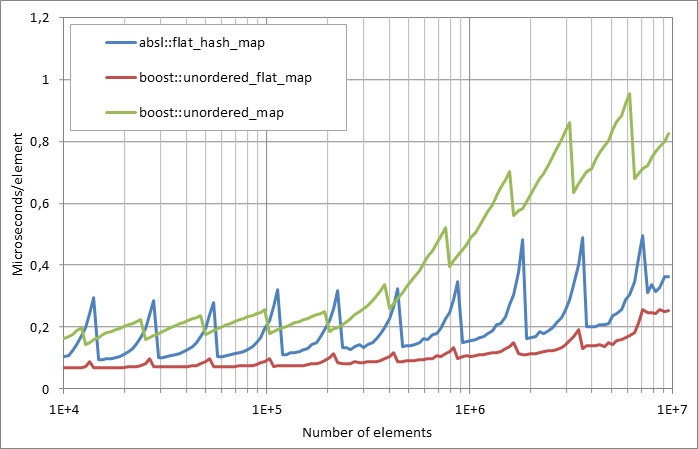 absl::flat_hash_map
boost::unordered_flat_map
boost::unordered_map
1,2
1
0,8
0,6
0,4
0,2
0
Microseconds/element
1E+4
1E+5
1E+6
1E+7
Number of elements